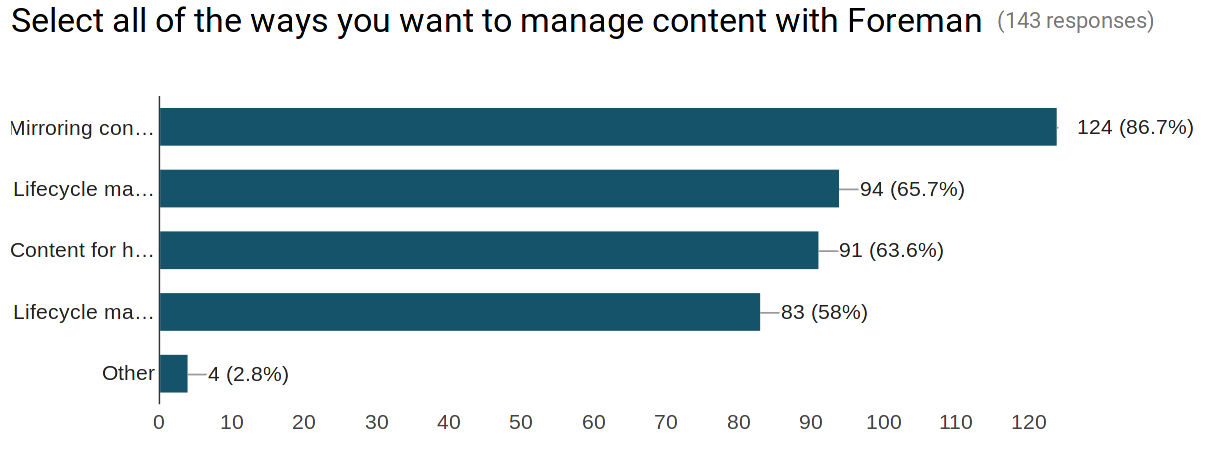 Select all of the ways you want to manage content with Foreman (143 responses)
Mirroring con… 124 (86.7%)
Lifecycle ma… 94 (65.7%)
Content for h… 91 (63.6%)
Lifecycle ma… 83 (58%)
Other 4 (2.8%)
0 10 20 30 40 50 60 70 80 90 100 110 120